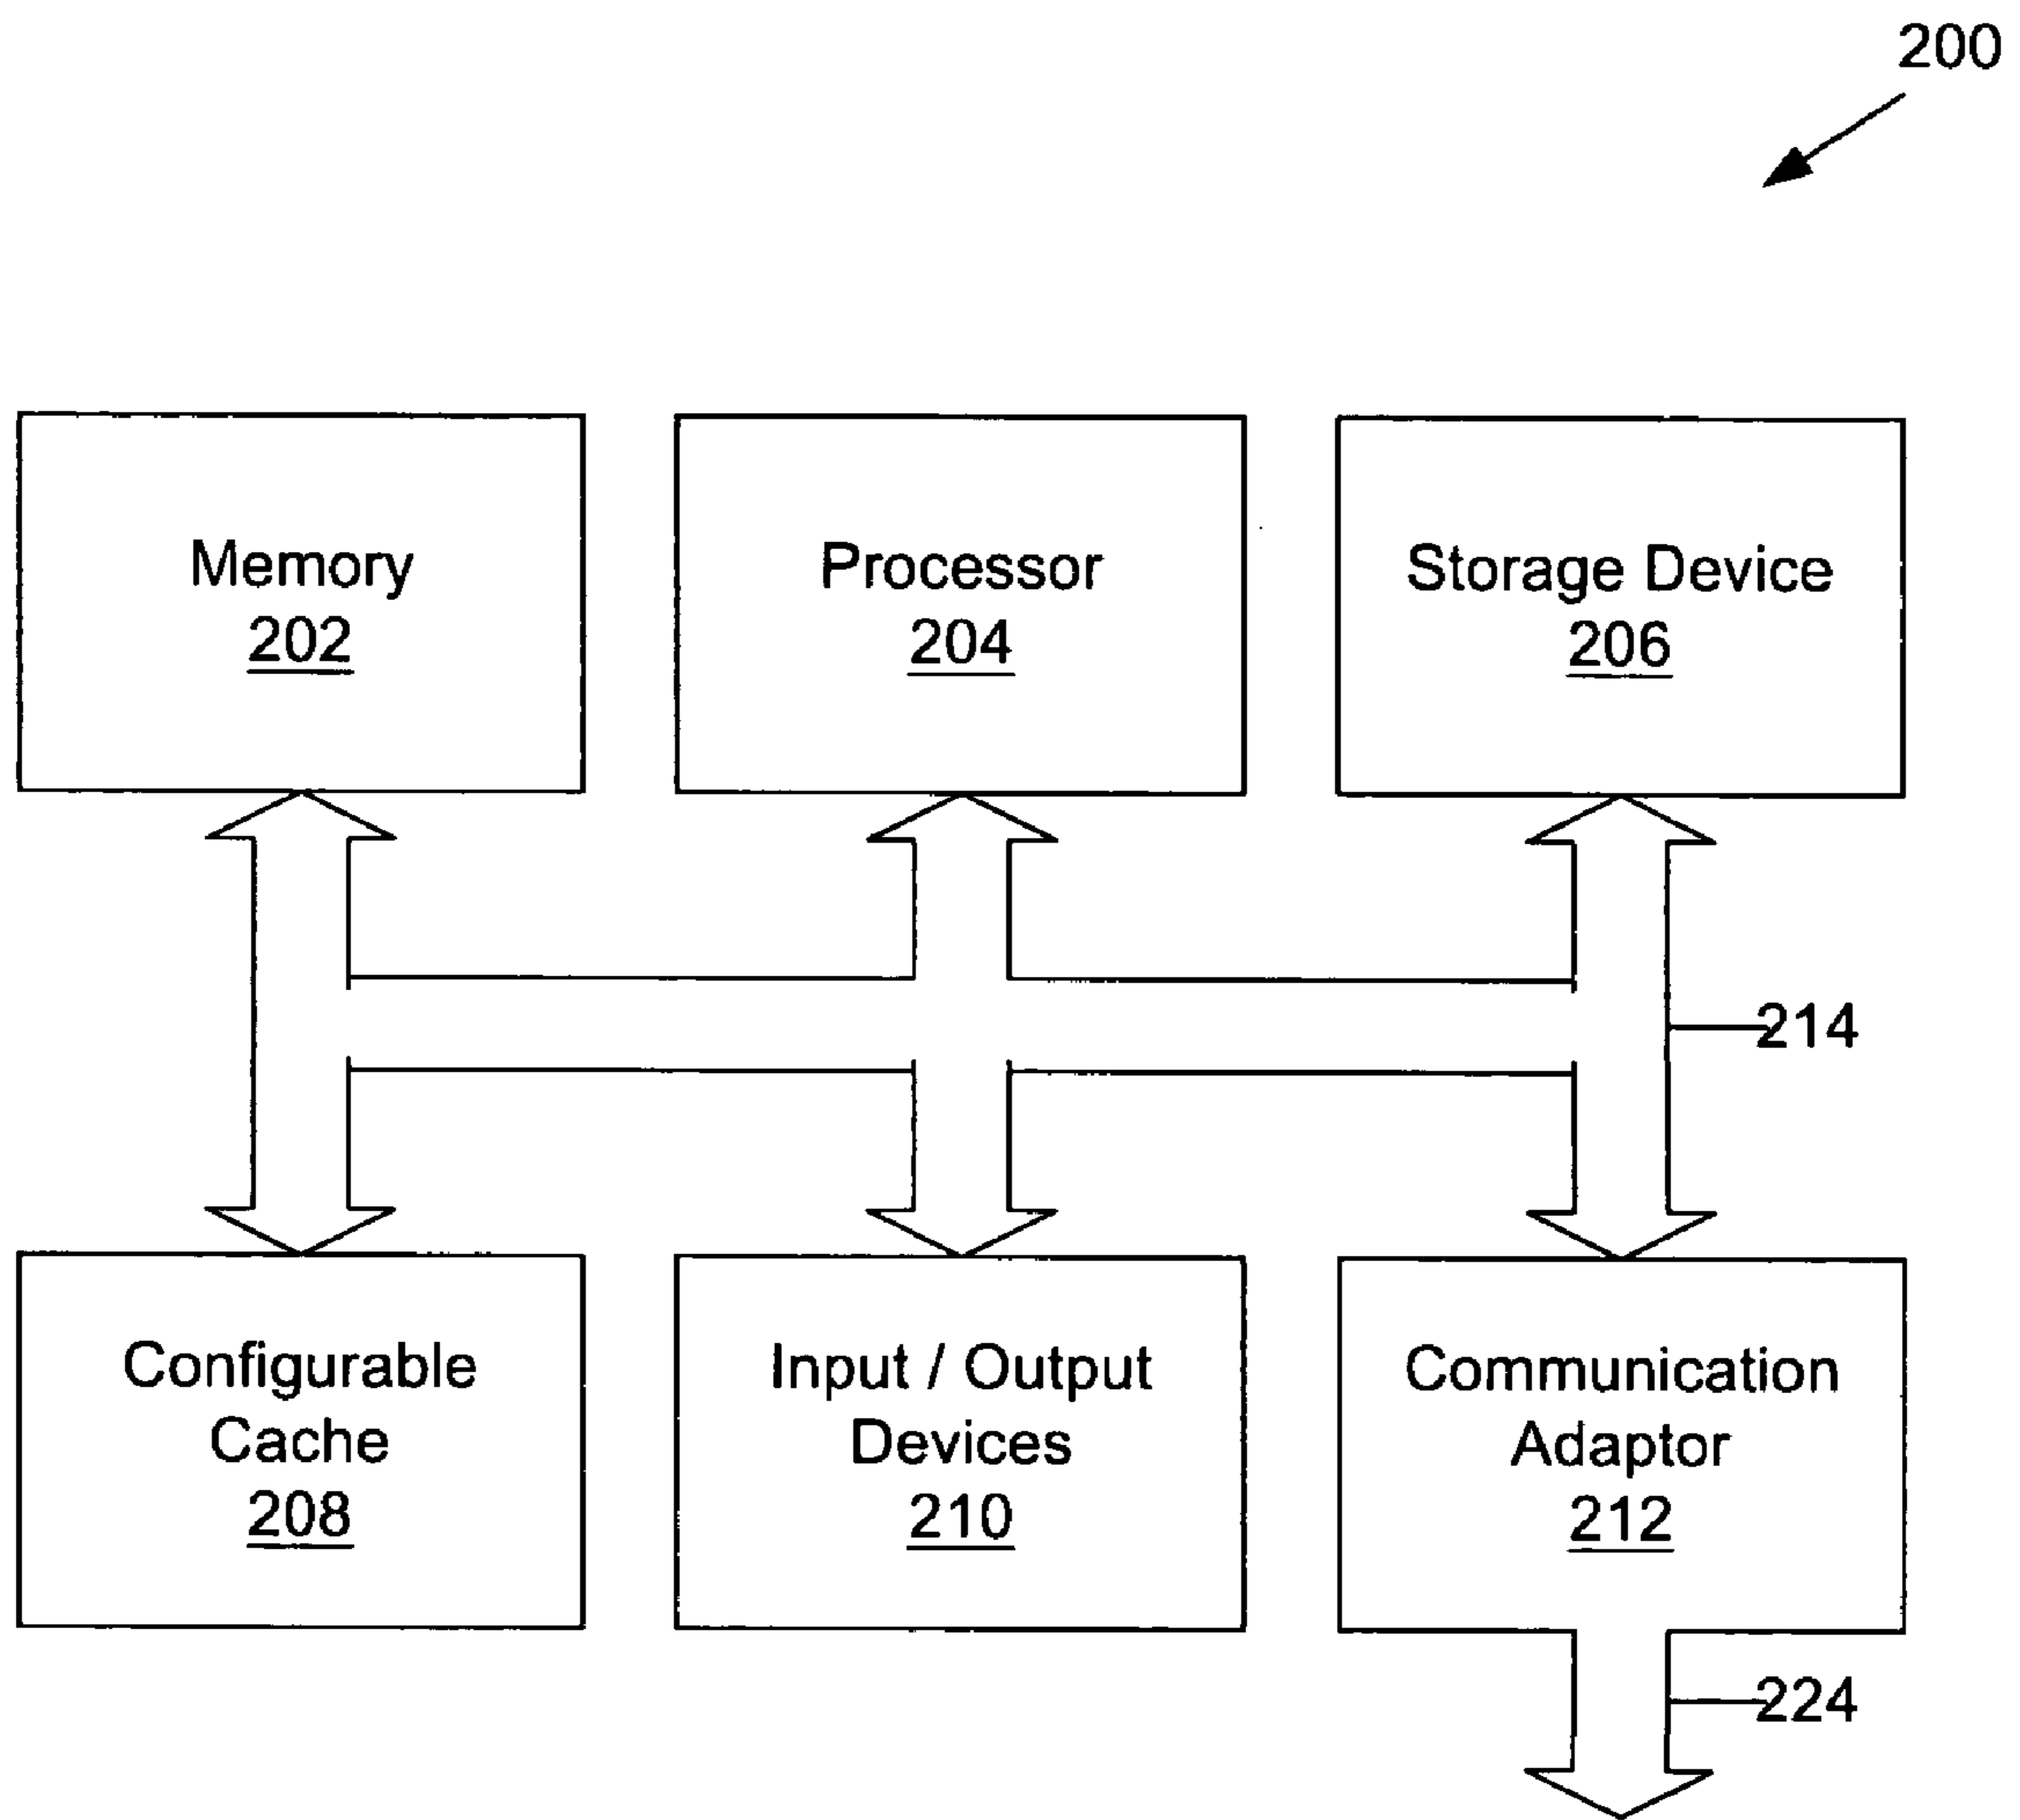 200
Memory
202
Processor
204
Storage Device
206
214
Configurable
Cache
208
Input / Output
Devices
210
Communication
Adaptor
212
224